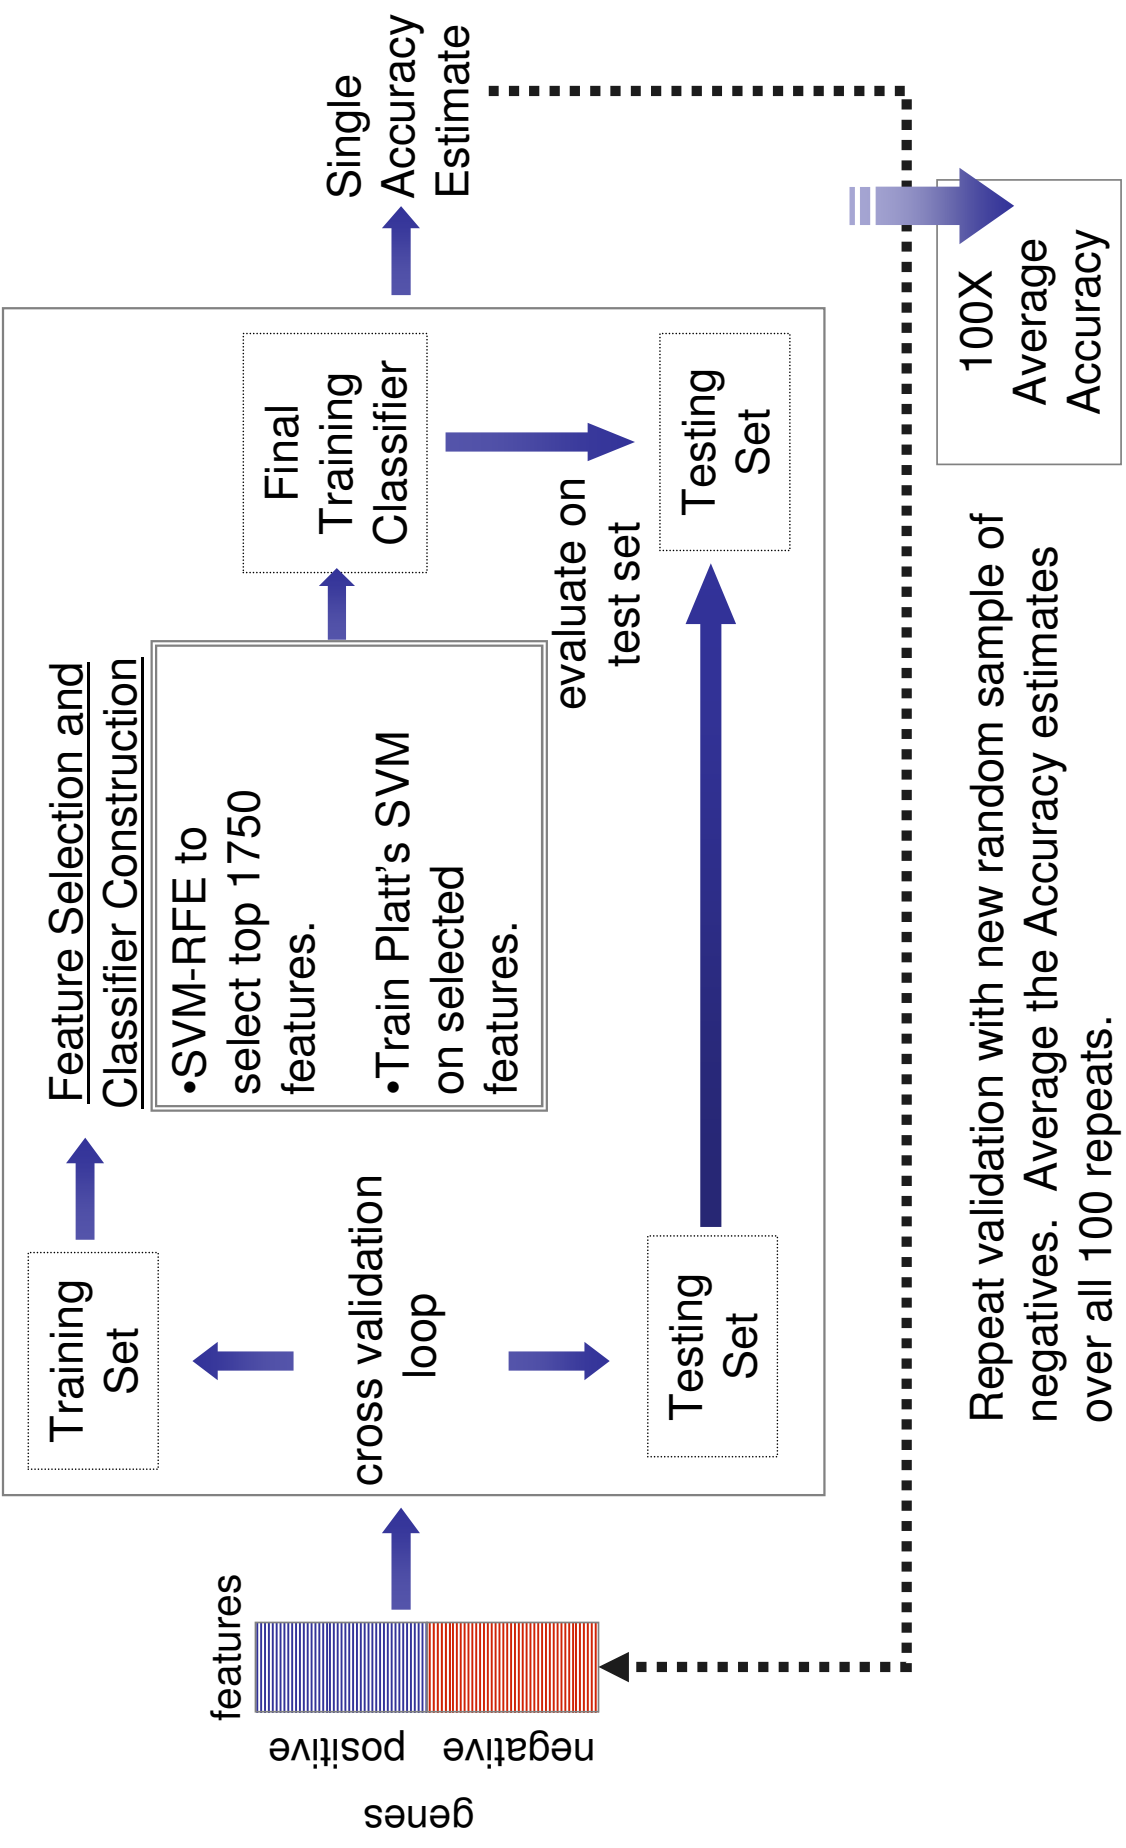 genes
positive
negative
features
cross validation
loop
Training
Set
Testing
Set
Feature Selection and
Classifier Construction
•SVM-RFE to
select top 1750
features.
•Train Platt’s SVM
on selected
features.
Final
Training
Classifier
evaluate on
test set
Testing
Set
Single
Accuracy
Estimate
Repeat validation with new random sample of
negatives.  Average the Accuracy estimates
over all 100 repeats.
100X
Average
Accuracy